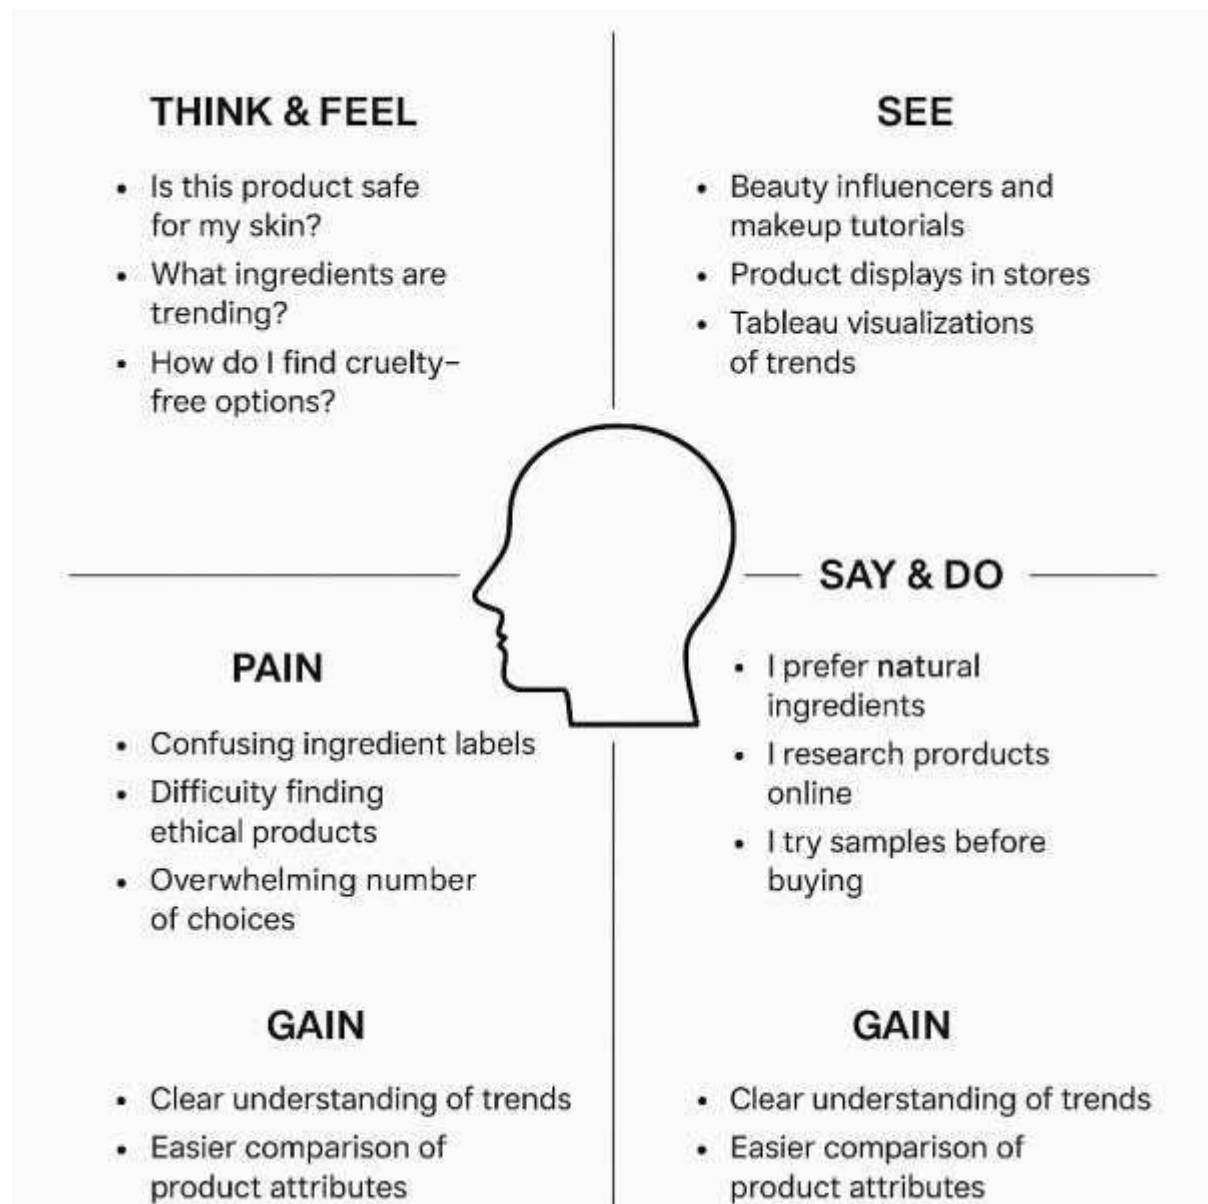 THINK & FEEL
• Is this product safe
for my skin?
• What ingredients are
trending?
• How do I find cruelty–
free options?
SEE
• Beauty influencers and
makeup tutorials
• Product displays in stores
• Tableau visualizations
of trends
PAIN
• Confusing ingredient labels
• Difficuity finding
ethical products
• Overwhelming number
of choices
SAY & DO
• I prefer natural
ingredients
• I research prorducts
online
• I try samples before
buying
GAIN
• Clear understanding of trends
• Easier comparison of
product attributes
GAIN
• Clear understanding of trends
• Easier comparison of
product attributes